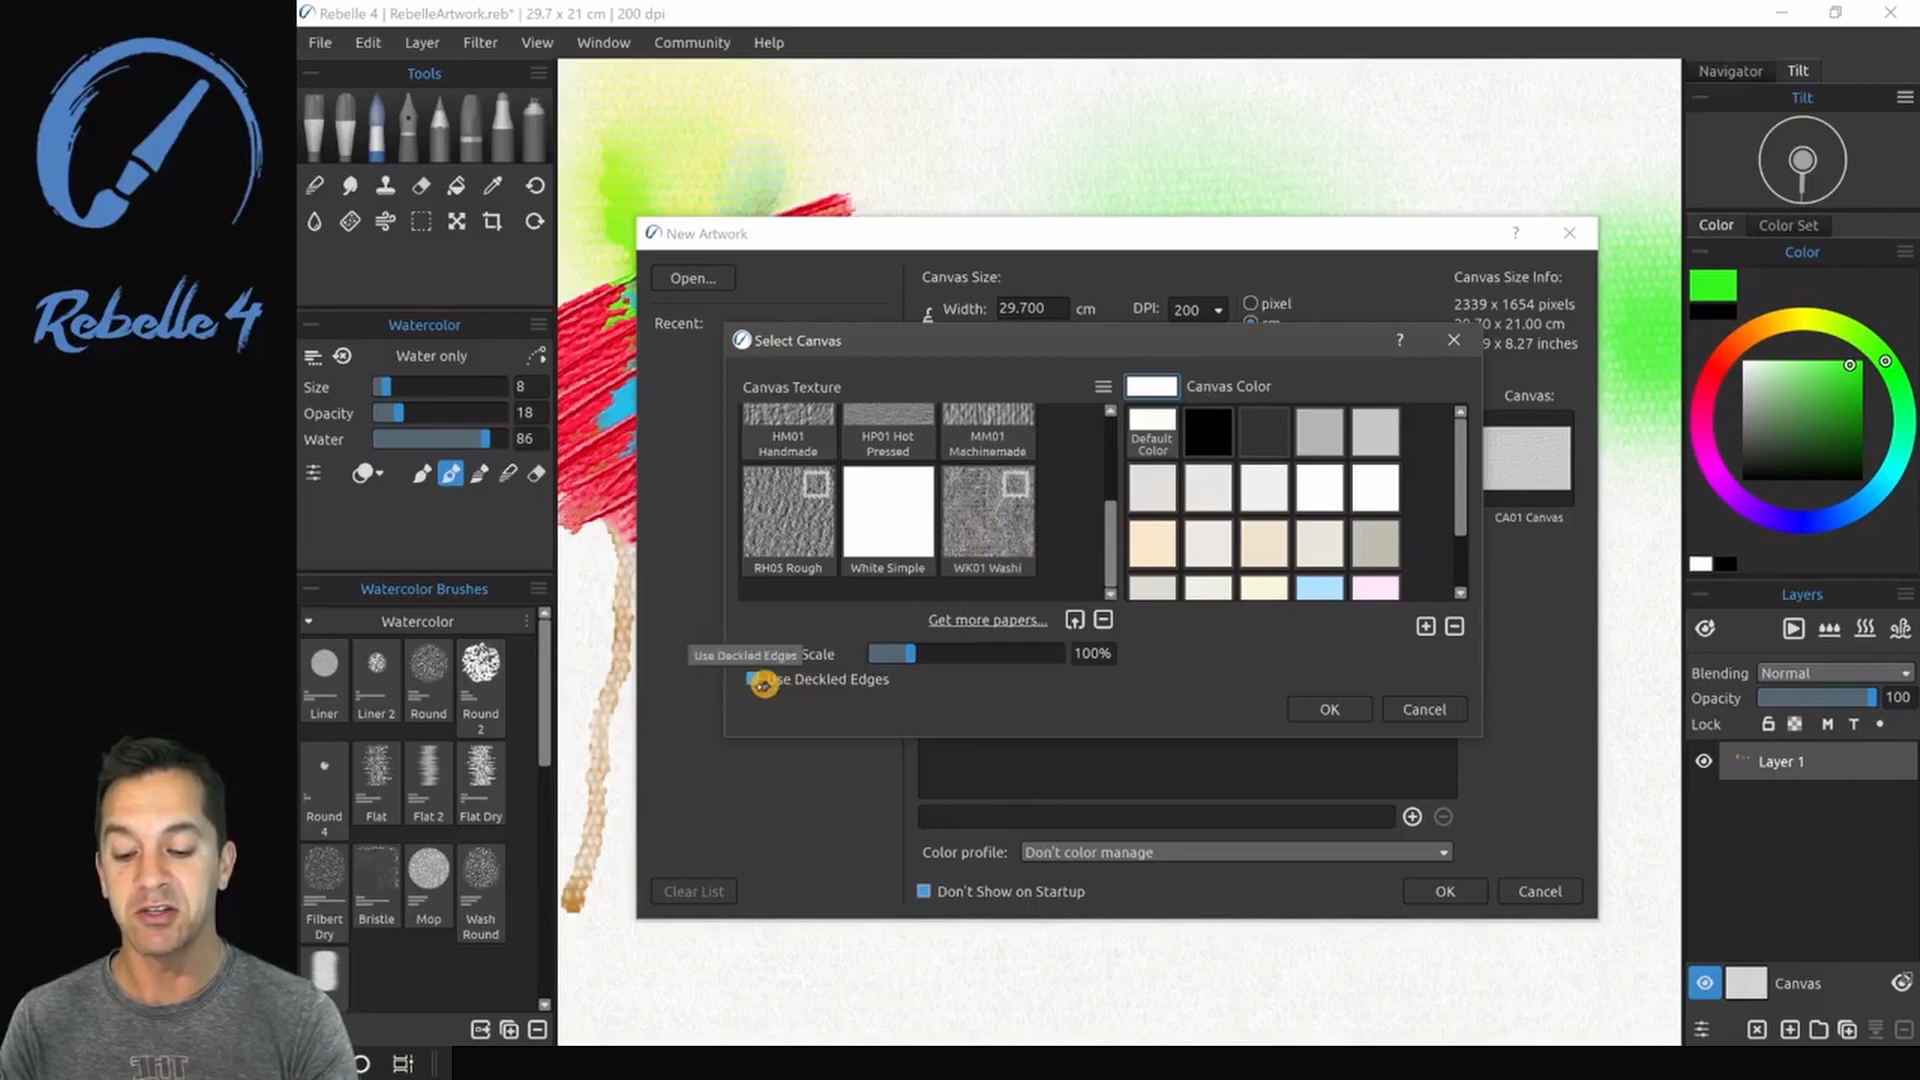 Rebelle 4 | RebelleArtwork.reb* | 29.7 x 21 cm | 200 dpi
File Edit Layer Filter View Window Community Help
Tools
Rebelle 4
Watercolor
Water only
Size 8
Opacity 18
Water 86
Watercolor Brushes
Watercolor
Liner
Liner 2
Round
Round 2
Round 4
Flat
Flat 2
Flat Dry
Filbert Dry
Bristle
Mop
Wash Round
New Artwork
?
Open...
Recent:
Canvas Size:
Width: 29.700 cm
DPI: 200
pixel
Canvas Size Info:
2339 x 1654 pixels
x 21.00 cm
x 8.27 inches
Canvas:
CA01 Canvas
Select Canvas
?
Canvas Texture
Canvas Color
HM01 Handmade
HP01 Hot Pressed
MM01 Machinemade
RH05 Rough
White Simple
WK01 Washi
Default Color
Get more papers...
Use Deckled Edges
Scale
100%
Use Deckled Edges
OK
Cancel
Color profile: Don't color manage
Clear List
Don't Show on Startup
OK
Cancel
Navigator Tilt
Tilt
Color Color Set
Color
Layers
Blending Normal
Opacity 100
Lock M T
Layer 1
Canvas